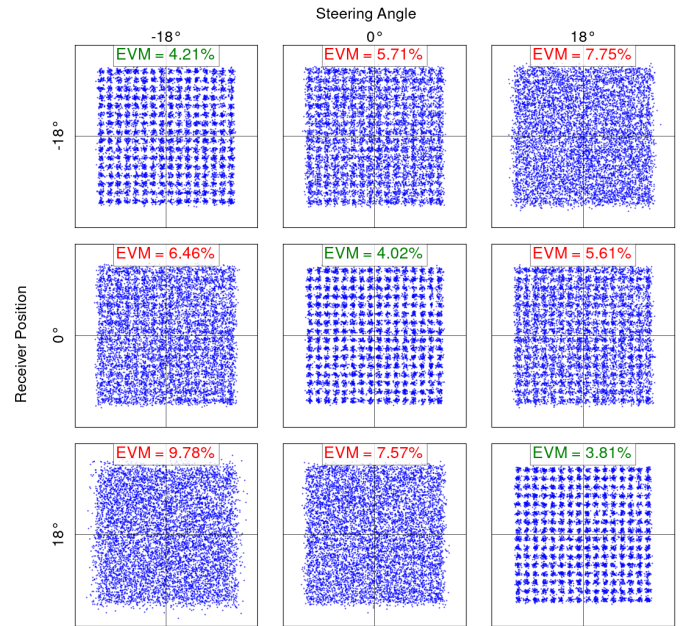 Steering Angle
-18° 0° 18°
EVM = 4.21% EVM = 5.71% EVM = 7.75%
-18°
EVM = 6.46% EVM = 4.02% EVM = 5.61%
Receiver Position
0°
EVM = 9.78% EVM = 7.57% EVM = 3.81%
18°